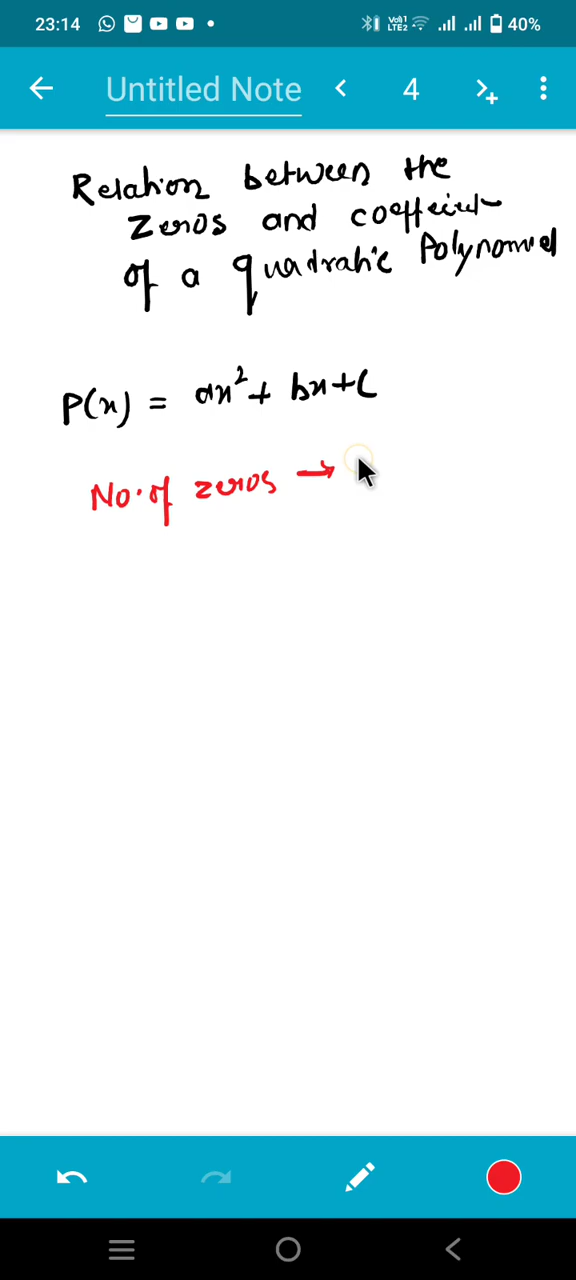 23:14 40%
Untitled Note < 4
Relation between the
zeros and coefficient
of a quadratic Polynomial
P(x) = ax² + bx + c
No. of zeros →